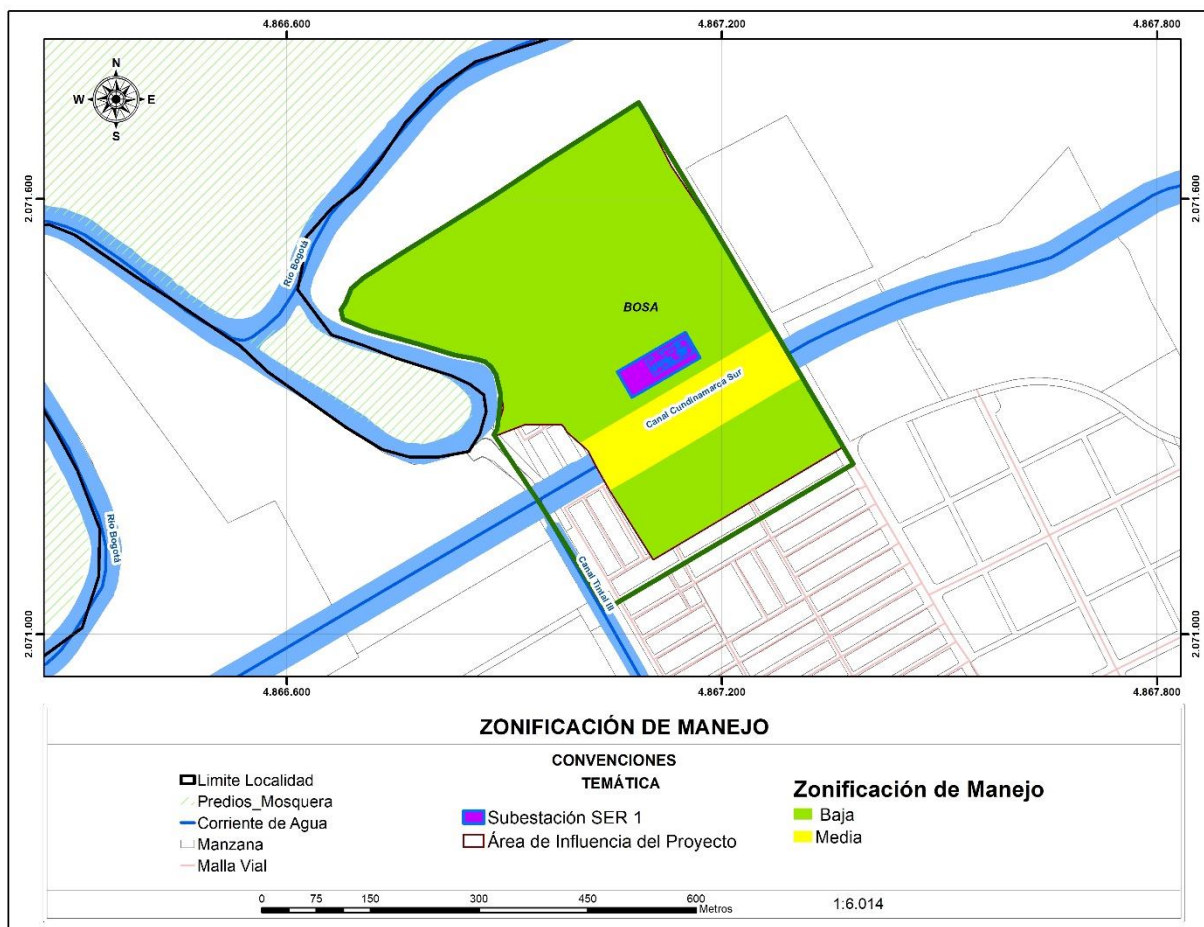 4.866.600
4.867.200
4.867.800
N
W
E
S
2.071.600
2.071.600
Río Bogotá
BOSA
Canal Cundinamarca Sur
Río Bogotá
Canal Tintal III
2.071.000
2.071.000
4.866.600
4.867.200
4.867.800
ZONIFICACIÓN DE MANEJO
CONVENCIONES
TEMÁTICA
Limite Localidad
Predios_Mosquera
Corriente de Agua
Manzana
Malla Vial
Subestación SER 1
Área de Influencia del Proyecto
Zonificación de Manejo
Baja
Media
0 75 150 300 450 600
Metros
1:6.014